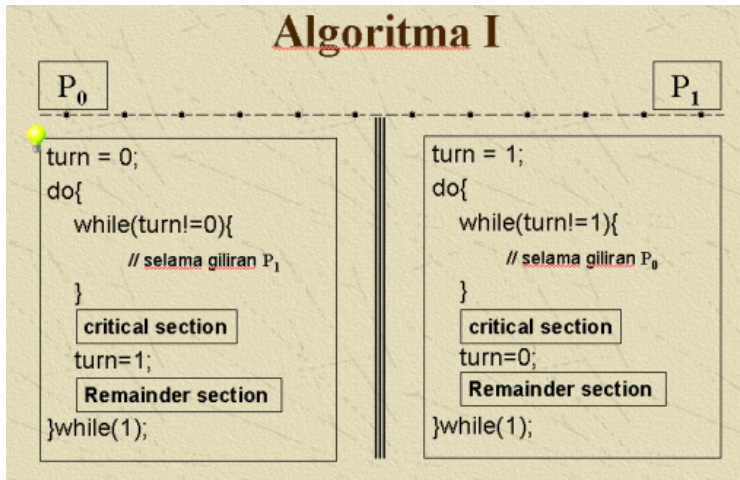 Algoritma I
P0
P1
turn = 0;
do{
while(turn!=0){
// selama giliran P1
}
critical section
turn=1;
Remainder section
}while(1);
turn = 1;
do{
while(turn!=1){
// selama giliran P0
}
critical section
turn=0;
Remainder section
}while(1);